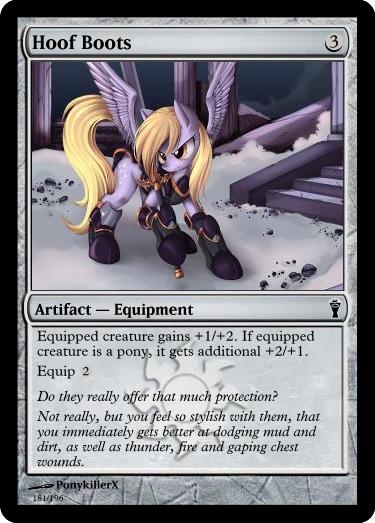 Hoof Boots 3
Artifact — Equipment
Equipped creature gains +1/+2. If equipped
creature is a pony, it gets additional +2/+1.
Equip 2
Do they really offer that much protection?
Not really, but you feel so stylish with them, that
you immediately gets better at dodging mud and
dirt, as well as thunder, fire and gaping chest
wounds.
PonykillerX
181/196